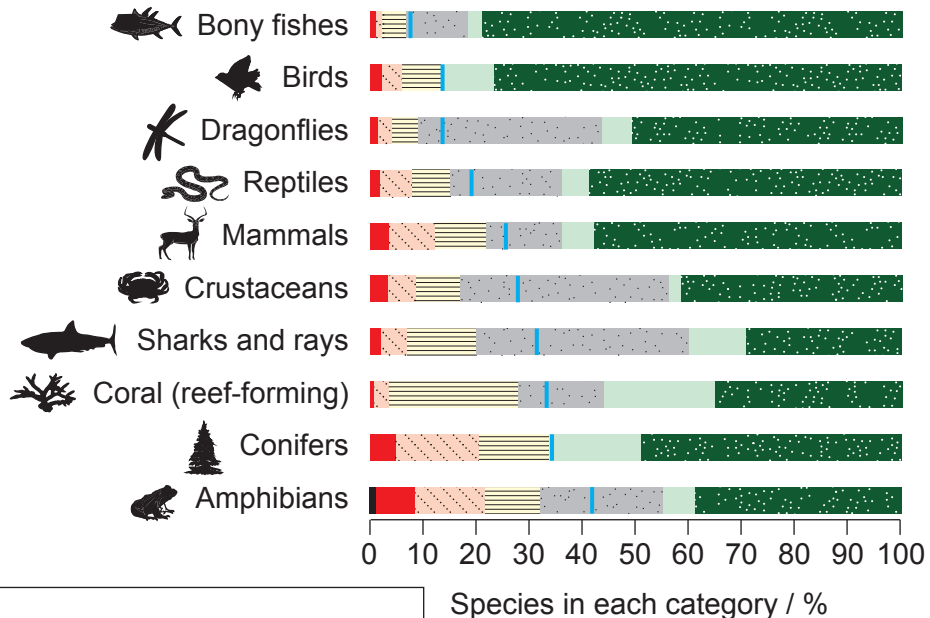 Bony fishes
Birds
Dragonflies
Reptiles
Mammals
Crustaceans
Sharks and rays
Coral (reef-forming)
Conifers
Amphibians
0 10 20 30 40 50 60 70 80 90 100
Species in each category / %